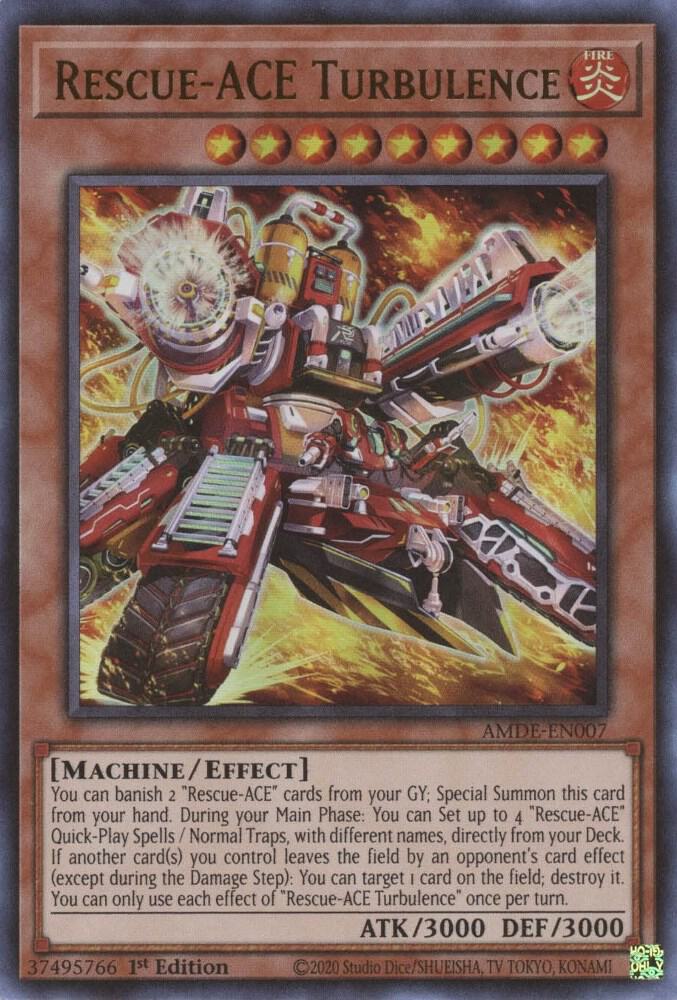 RESCUE-ACE TURBULENCE
FIRE
炎
AMDE-EN007
[MACHINE/EFFECT]
You can banish 2 "Rescue-ACE" cards from your GY; Special Summon this card
from your hand. During your Main Phase: You can Set up to 4 "Rescue-ACE"
Quick-Play Spells / Normal Traps, with different names, directly from your Deck.
If another card(s) you control leaves the field by an opponent's card effect
(except during the Damage Step): You can target 1 card on the field; destroy it.
You can only use each effect of "Rescue-ACE Turbulence" once per turn.
ATK/3000 DEF/3000
37495766 1st Edition ©2020 Studio Dice/SHUEISHA, TV TOKYO, KONAMI